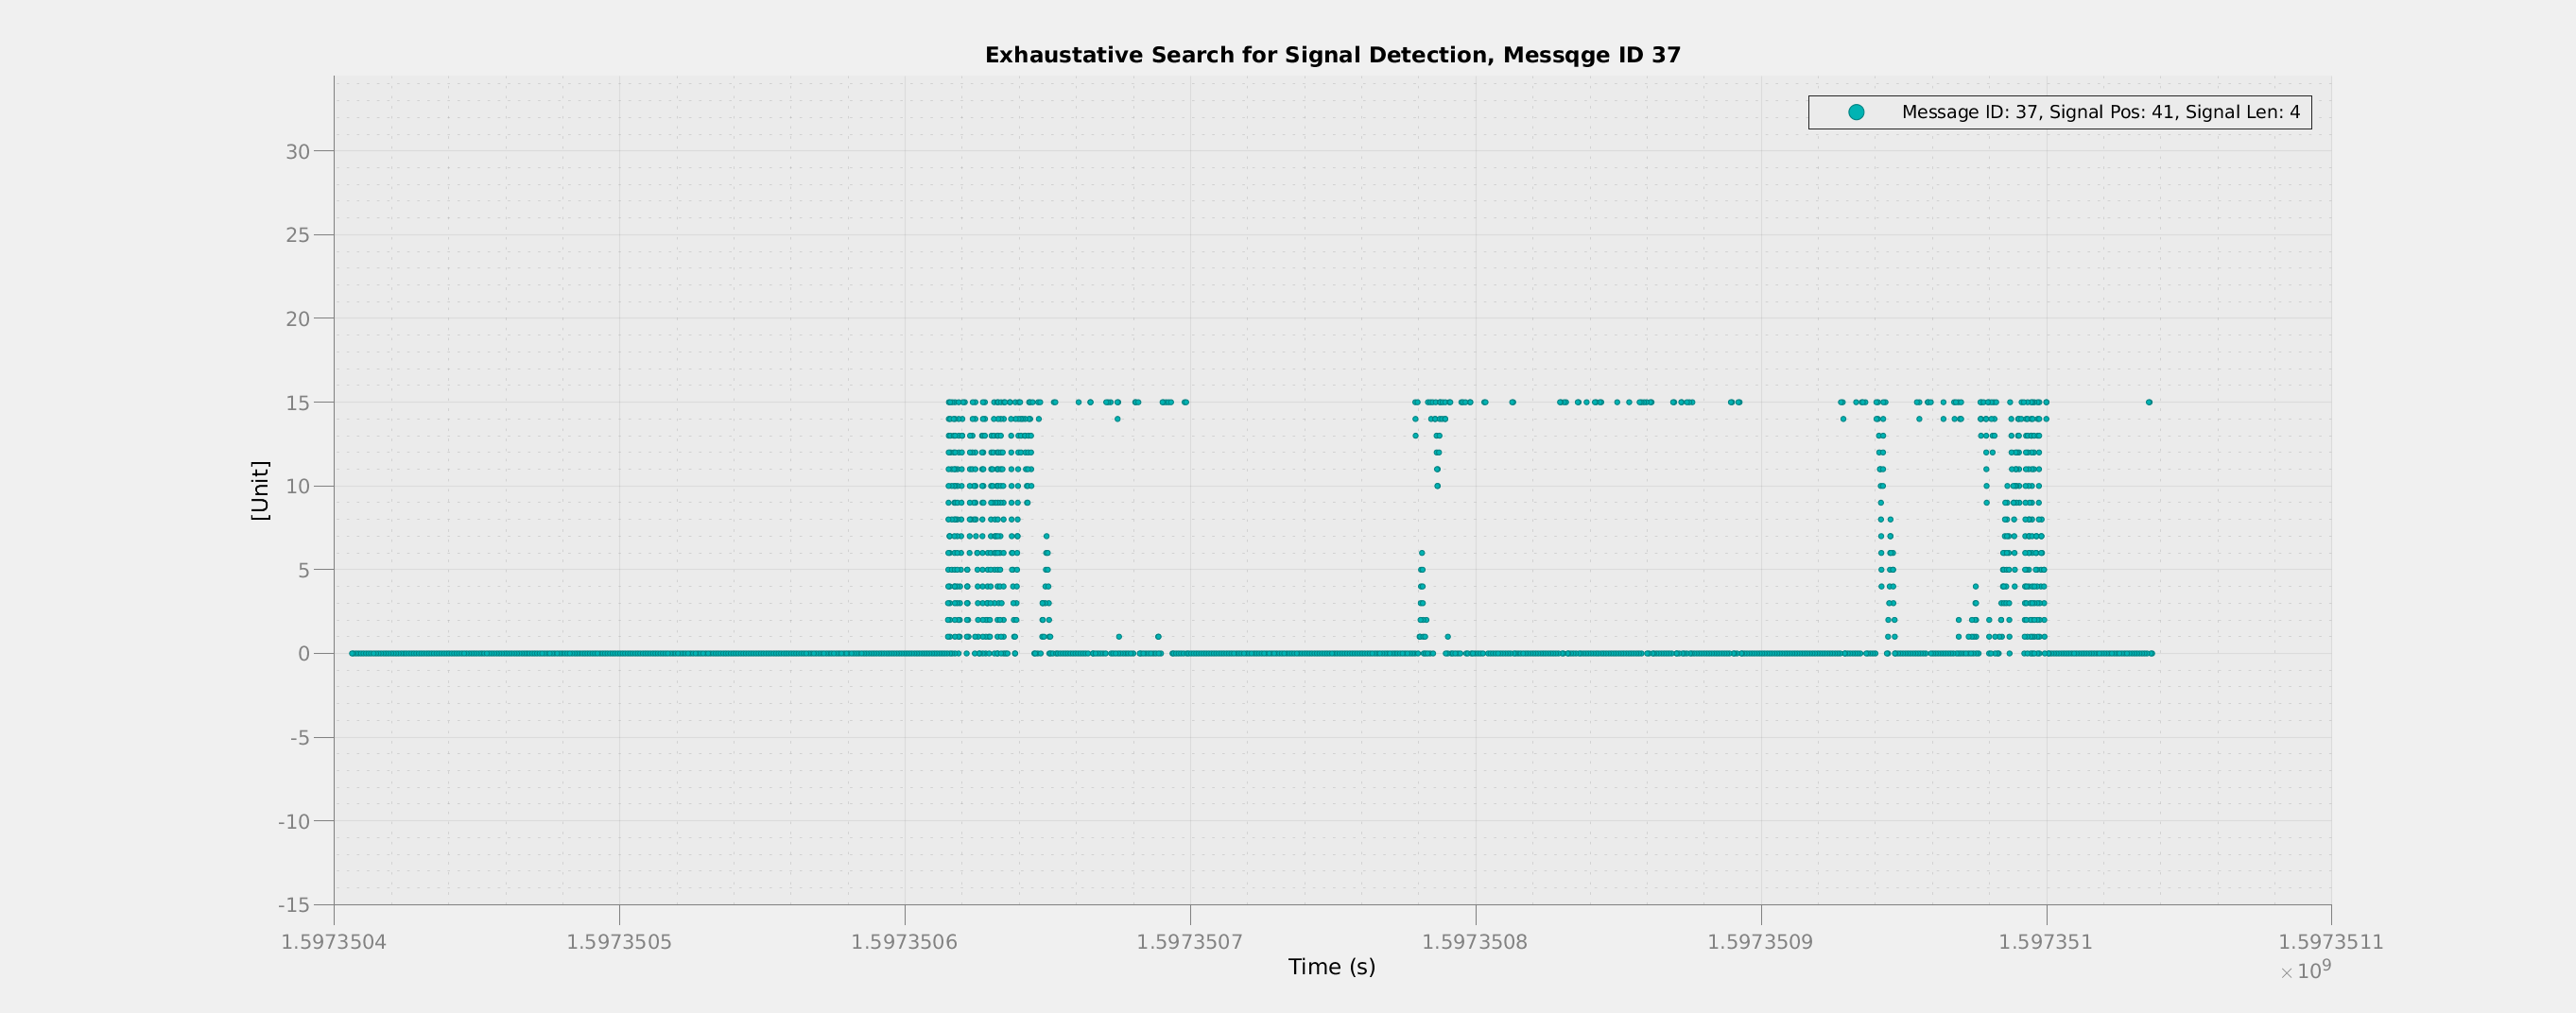 Exhaustative Search for Signal Detection, Messqge ID 37
Message ID: 37, Signal Pos: 41, Signal Len: 4
30
25
20
15
10
5
0
-5
-10
-15
[Unit]
1.5973504 1.5973505 1.5973506 1.5973507 1.5973508 1.5973509 1.597351 1.5973511
Time (s)
×10⁹